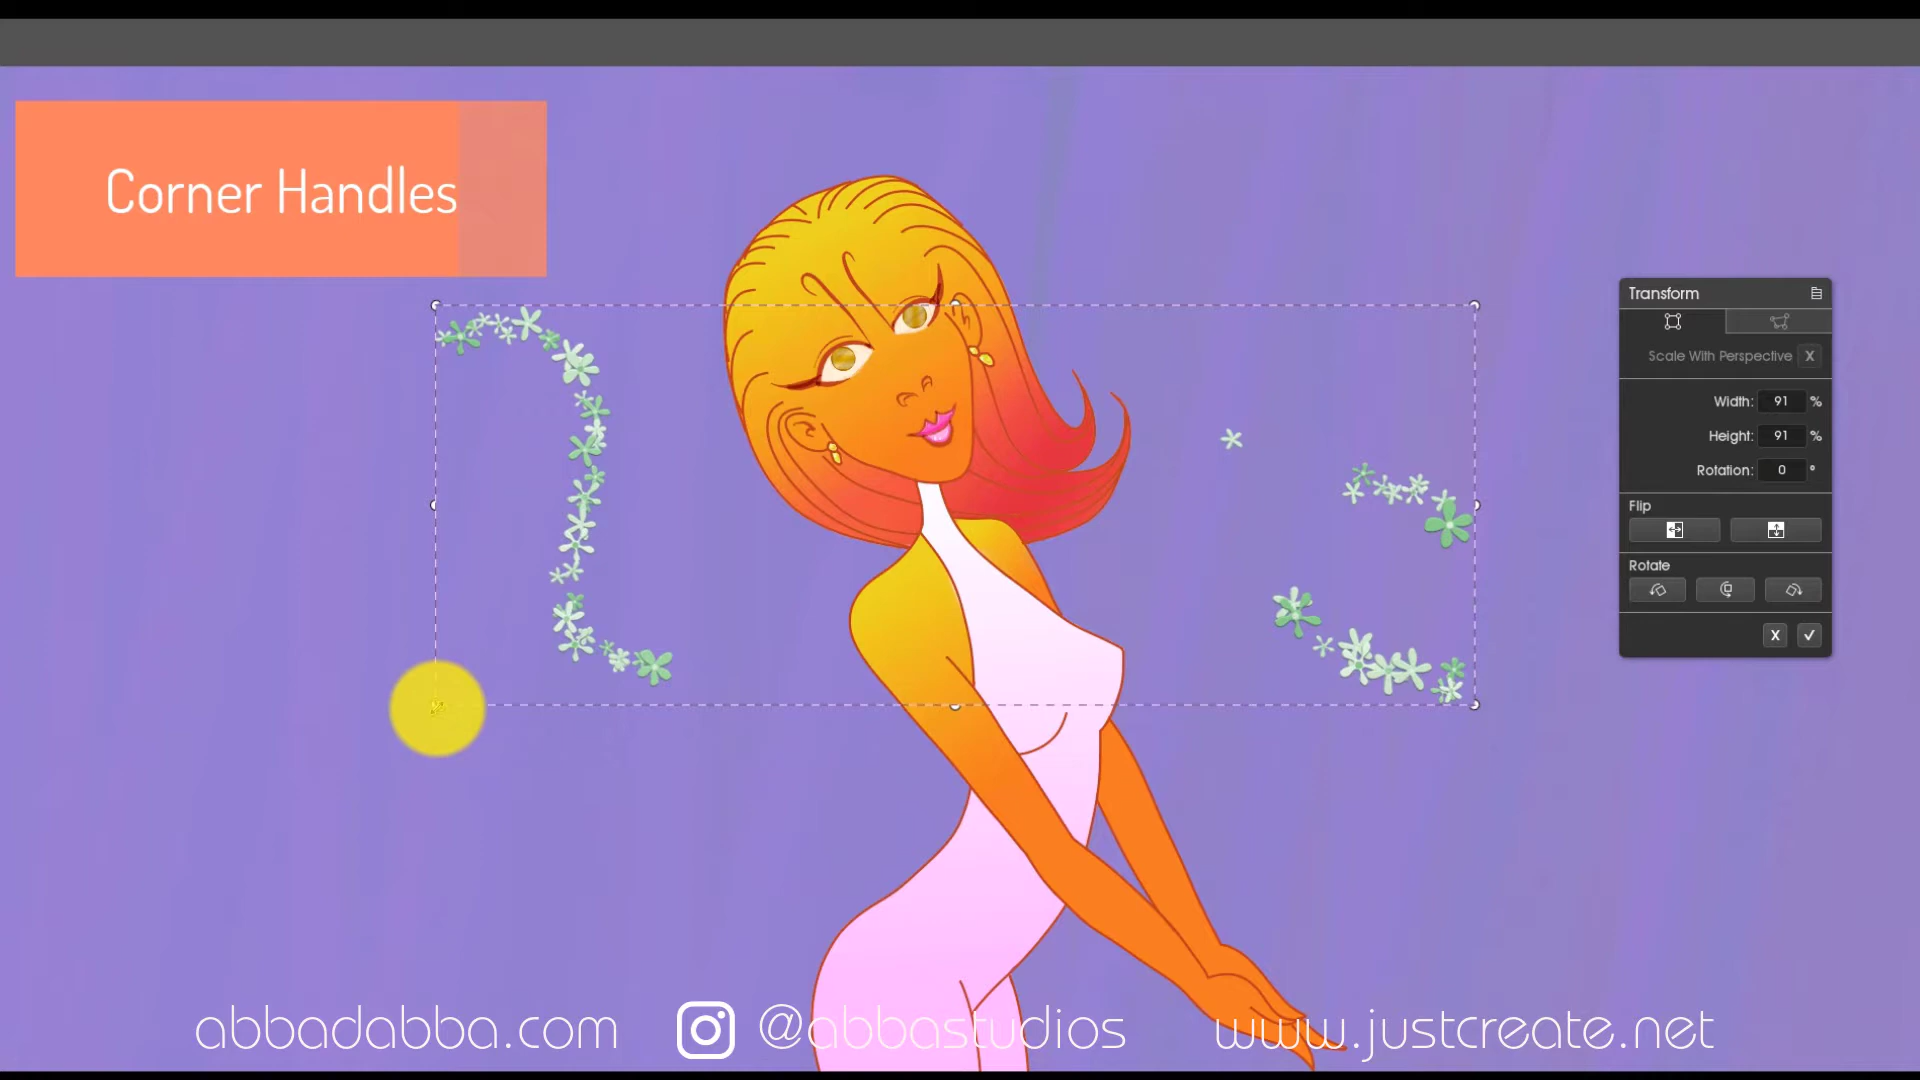 Corner Handles
Transform
Scale With Perspective X
Width: 91 %
Height: 91 %
Rotation: 0 °
Flip
Rotate
X
abbadabba.com @abbastudios www.justcreate.net